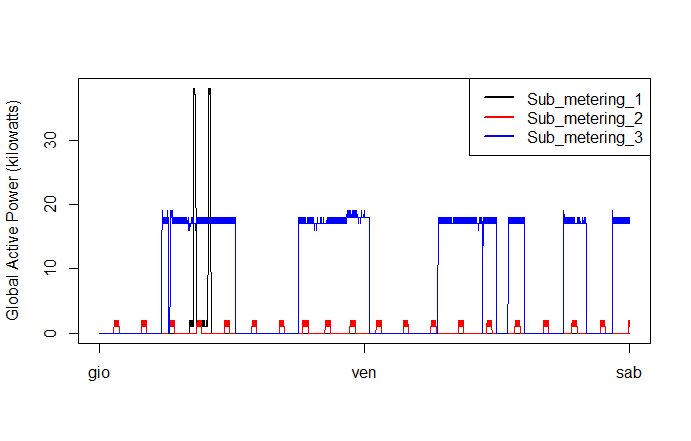 Sub_metering_1
Sub_metering_2
Sub_metering_3
Global Active Power (kilowatts)
30
20
10
0
gio ven sab